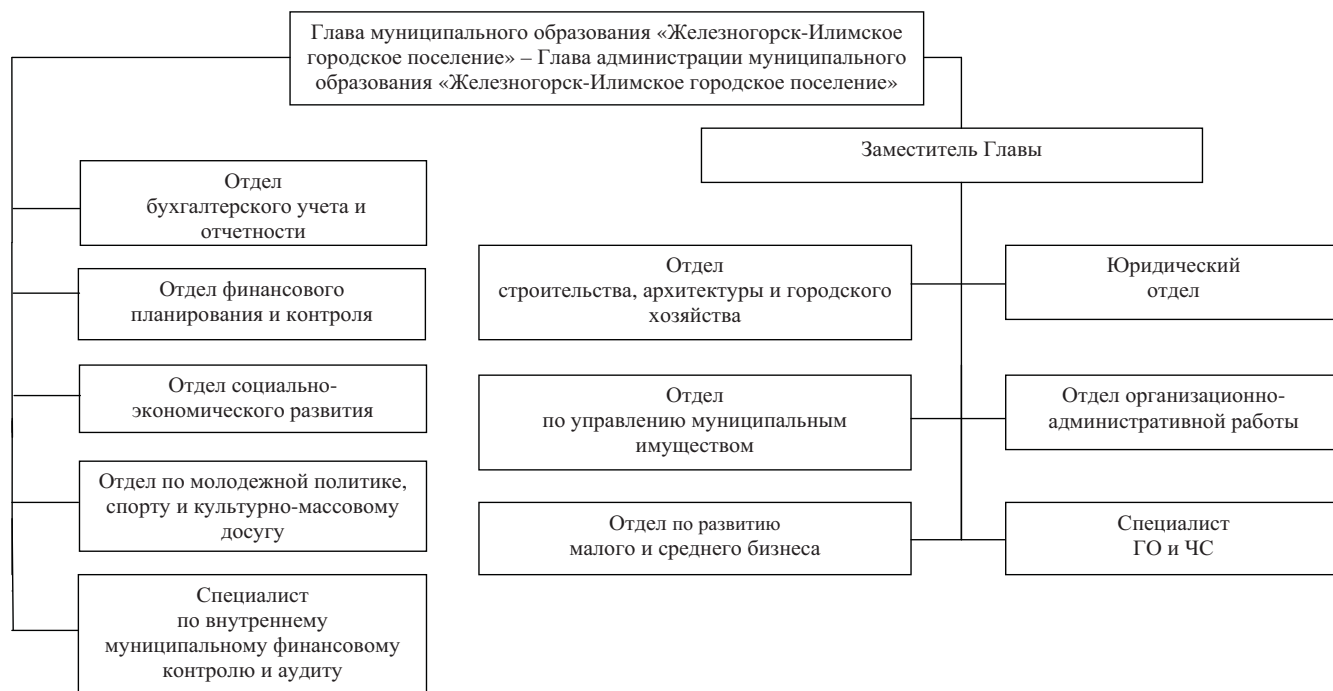 Глава муниципального образования «Железногорск-Илимское
городское поселение» – Глава администрации муниципального
образования «Железногорск-Илимское городское поселение»
Заместитель Главы
Отдел
бухгалтерского учета и
отчетности
Отдел финансового
планирования и контроля
Отдел социально-
экономического развития
Отдел по молодежной политике,
спорту и культурно-массовому
досугу
Специалист
по внутреннему
муниципальному финансовому
контролю и аудиту
Отдел
строительства, архитектуры и городского
хозяйства
Отдел
по управлению муниципальным
имуществом
Отдел по развитию
малого и среднего бизнеса
Юридический
отдел
Отдел организационно-
административной работы
Специалист
ГО и ЧС